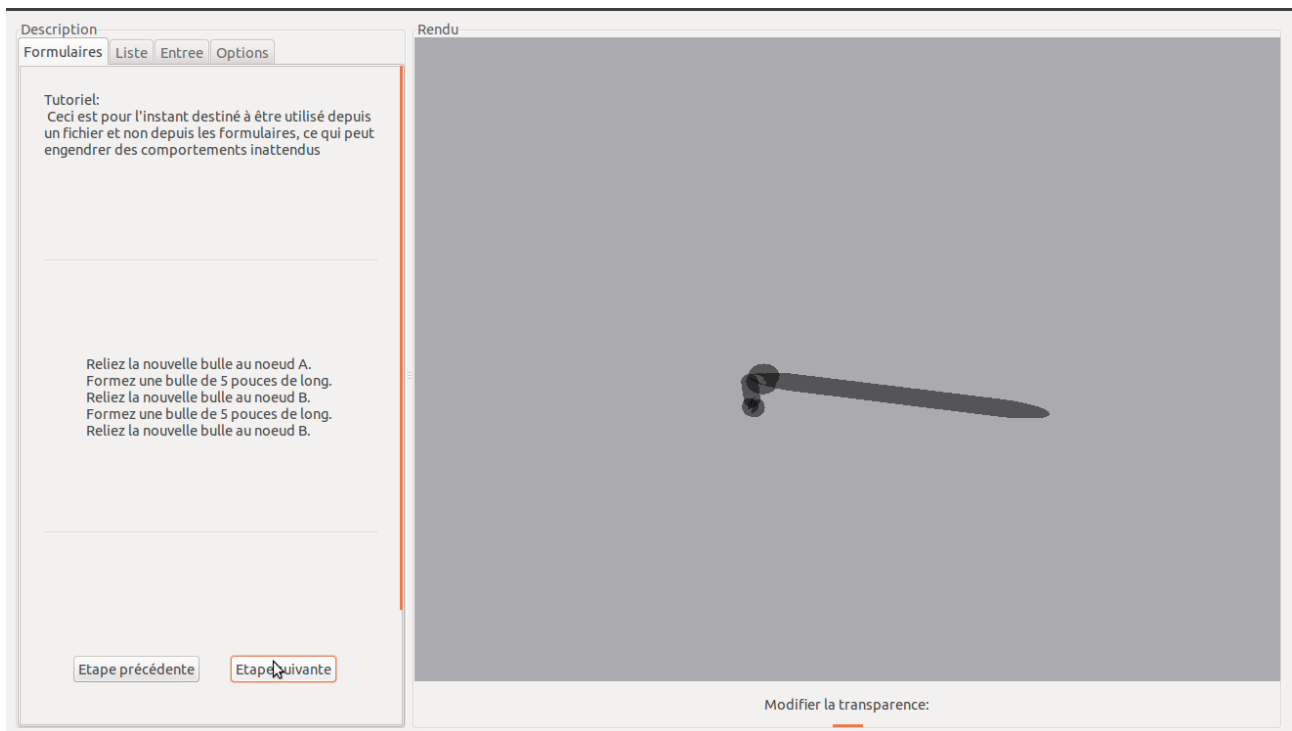 Description
Rendu
Formulaires Liste Entree Options
Tutoriel:
Ceci est pour l'instant destiné à être utilisé depuis
un fichier et non depuis les formulaires, ce qui peut
engendrer des comportements inattendus
Reliez la nouvelle bulle au noeud A.
Formez une bulle de 5 pouces de long.
Reliez la nouvelle bulle au noeud B.
Formez une bulle de 5 pouces de long.
Reliez la nouvelle bulle au noeud B.
Etape précédente Etape suivante
Modifier la transparence: